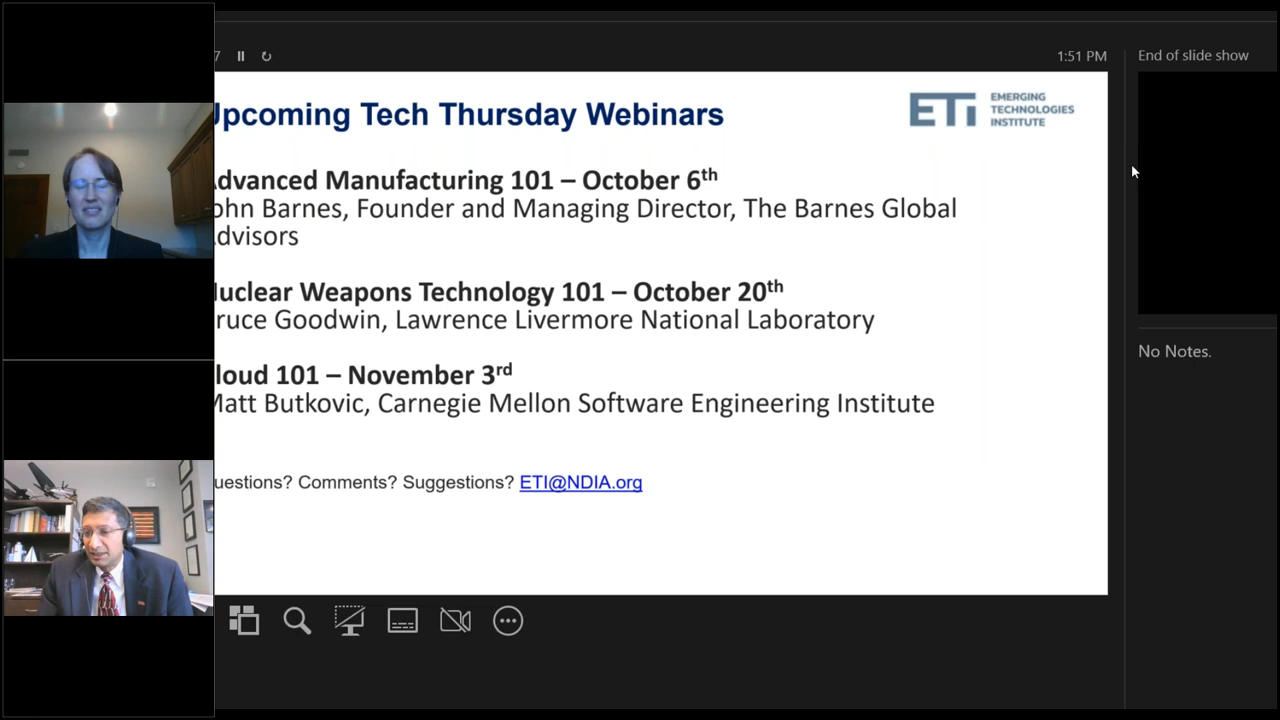 7
1:51 PM
End of slide show
pcoming Tech Thursday Webinars
ETI EMERGING
TECHNOLOGIES
INSTITUTE
dvanced Manufacturing 101 – October 6th
ohn Barnes, Founder and Managing Director, The Barnes Global
dvisors
uclear Weapons Technology 101 – October 20th
ruce Goodwin, Lawrence Livermore National Laboratory
loud 101 – November 3rd
Matt Butkovic, Carnegie Mellon Software Engineering Institute
uestions? Comments? Suggestions? ETI@NDIA.org
No Notes.